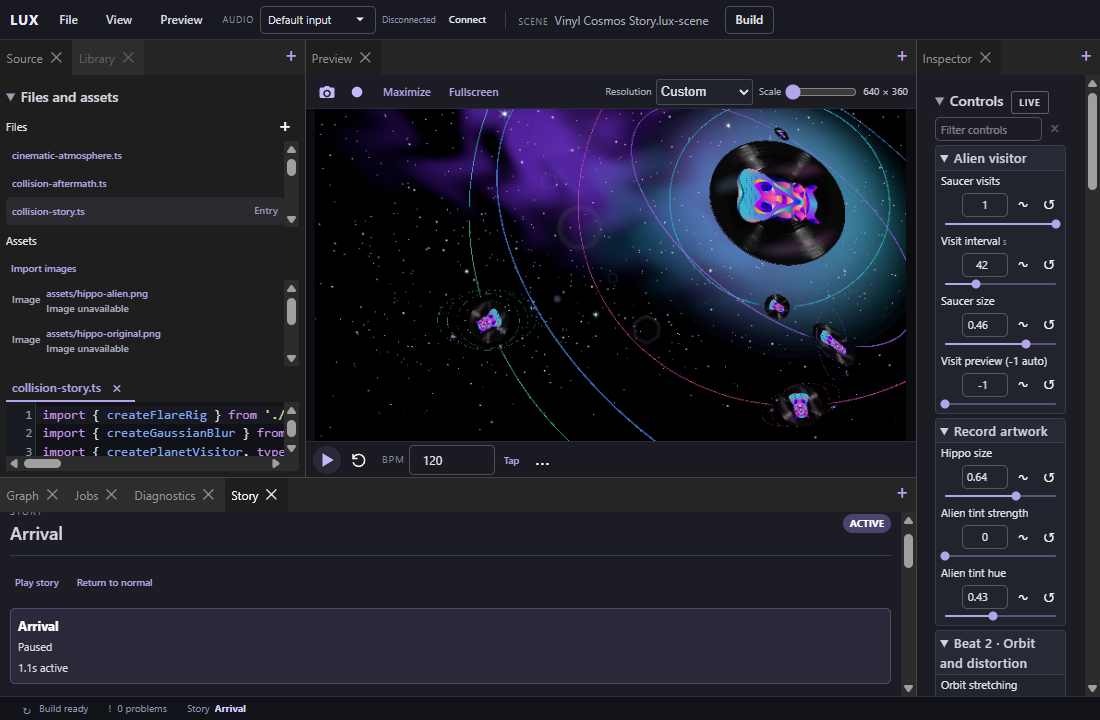 LUX File View Preview AUDIO Default input Disconnected Connect SCENE Vinyl Cosmos Story.lux-scene Build
Source Library
Files and assets
Files
cinematic-atmosphere.ts
collision-aftermath.ts
collision-story.ts Entry
Assets
Import images
Image assets/hippo-alien.png
Image unavailable
Image assets/hippo-original.png
Image unavailable
collision-story.ts
1 import { createFlareRig } from './
2 import { createGaussianBlur } from
3 import { createPlanetVisitor, type
Preview
Maximize Fullscreen Resolution Custom Scale 640 × 360
BPM 120 Tap ...
Inspector
Controls LIVE
Filter controls
Alien visitor
Saucer visits
1
Visit interval s
42
Saucer size
0.46
Visit preview (-1 auto)
-1
Record artwork
Hippo size
0.64
Alien tint strength
0
Alien tint hue
0.43
Beat 2 · Orbit
and distortion
Orbit stretching
Graph Jobs Diagnostics Story
STORY
Arrival ACTIVE
Play story Return to normal
Arrival
Paused
1.1s active
Build ready ! 0 problems Story Arrival